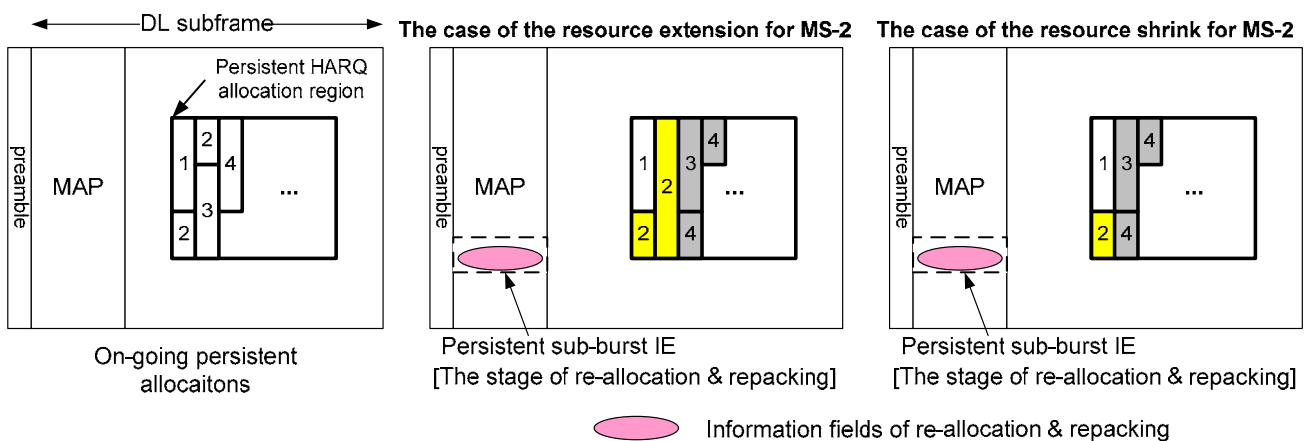 DL subframe
Persistent HARQ
allocation region
preamble
MAP
1
2
2
3
4
...
On-going persistent
allocaitons
The case of the resource extension for MS-2
preamble
MAP
1
2
2
3
4
4
...
Persistent sub-burst IE
[The stage of re-allocation & repacking]
The case of the resource shrink for MS-2
preamble
MAP
1
2
3
4
4
...
Persistent sub-burst IE
[The stage of re-allocation & repacking]
Information fields of re-allocation & repacking